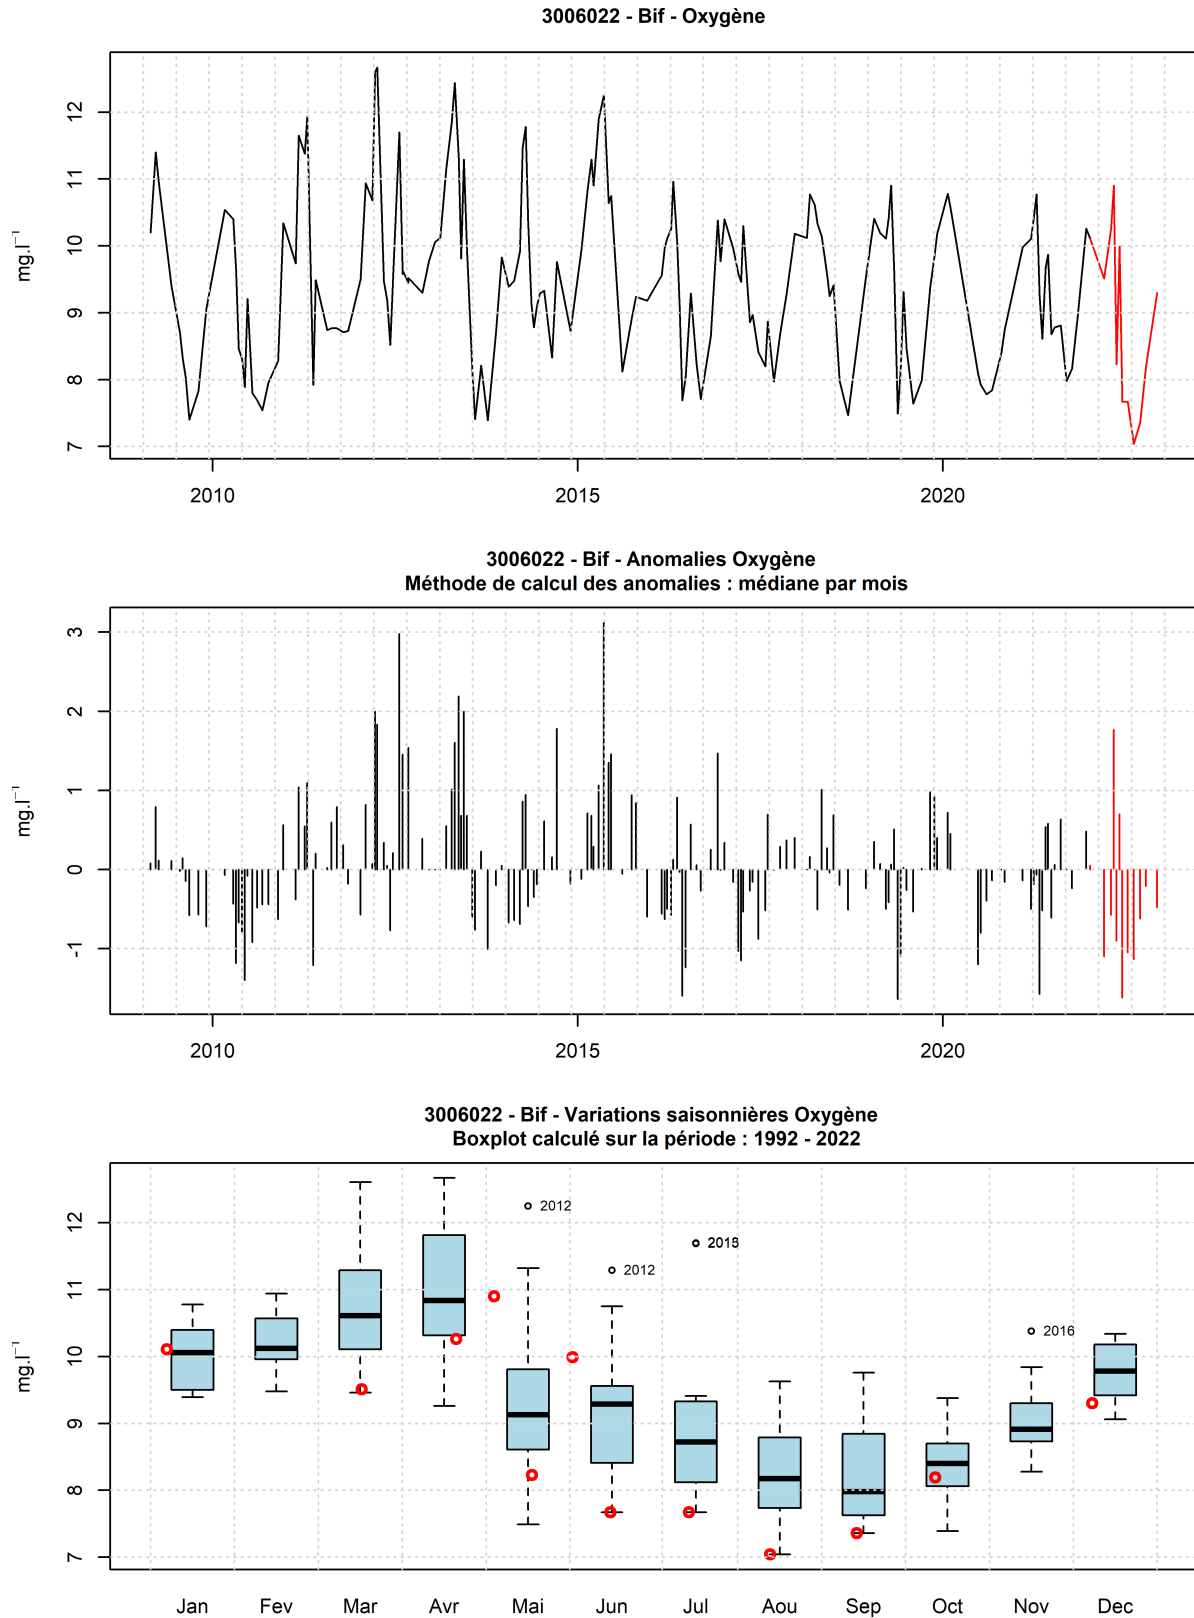 3006022 - Bif - Oxygène
12
11
10
9
8
7
mg.l⁻¹
2010 2015 2020
3006022 - Bif - Anomalies Oxygène
Méthode de calcul des anomalies : médiane par mois
3
2
1
0
-1
mg.l⁻¹
2010 2015 2020
3006022 - Bif - Variations saisonnières Oxygène
Boxplot calculé sur la période : 1992 - 2022
12
11
10
9
8
7
mg.l⁻¹
2012
2012
2016
Jan Fev Mar Avr Mai Jun Jul Aou Sep Oct Nov Dec